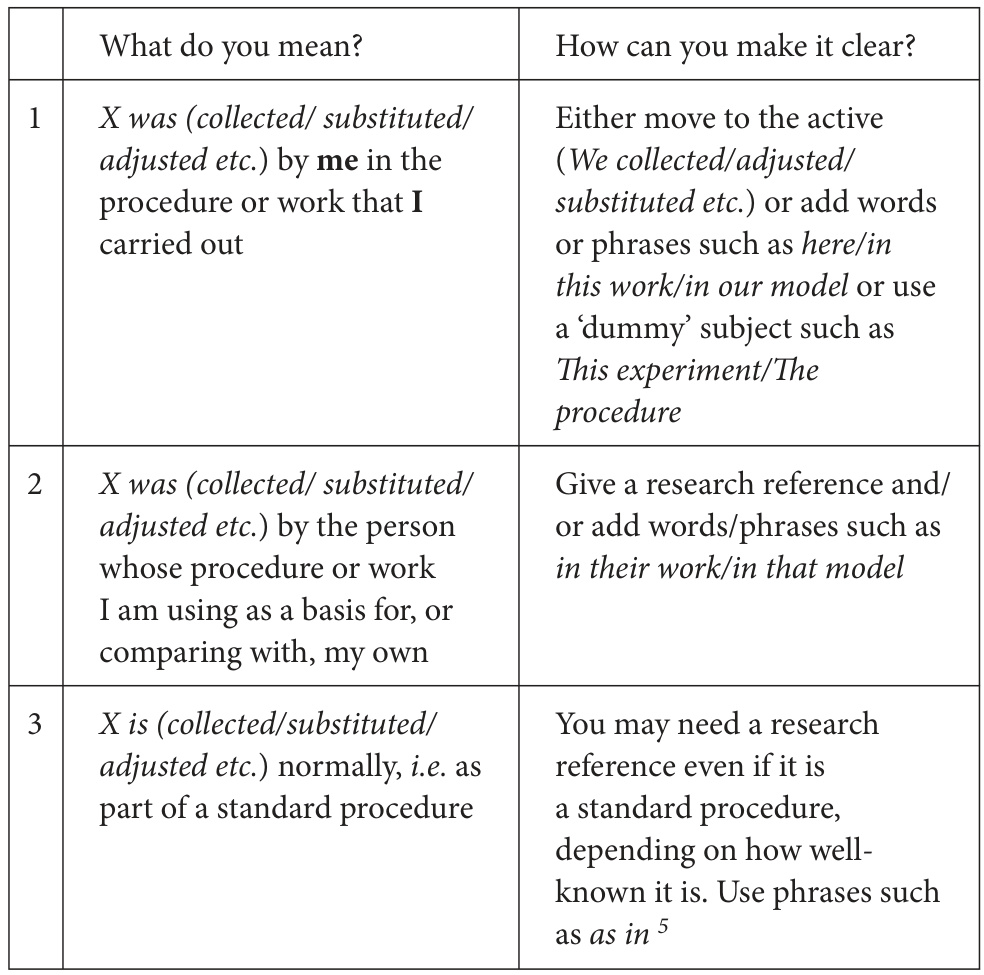 What do you mean?
How can you make it clear?
1
X was (collected/ substituted/
adjusted etc.) by me in the
procedure or work that I
carried out
Either move to the active
(We collected/adjusted/
substituted etc.) or add words
or phrases such as here/in
this work/in our model or use
a ‘dummy’ subject such as
This experiment/The
procedure
2
X was (collected/ substituted/
adjusted etc.) by the person
whose procedure or work
I am using as a basis for, or
comparing with, my own
Give a research reference and/
or add words/phrases such as
in their work/in that model
3
X is (collected/substituted/
adjusted etc.) normally, i.e. as
part of a standard procedure
You may need a research
reference even if it is
a standard procedure,
depending on how well-
known it is. Use phrases such
as as in 5